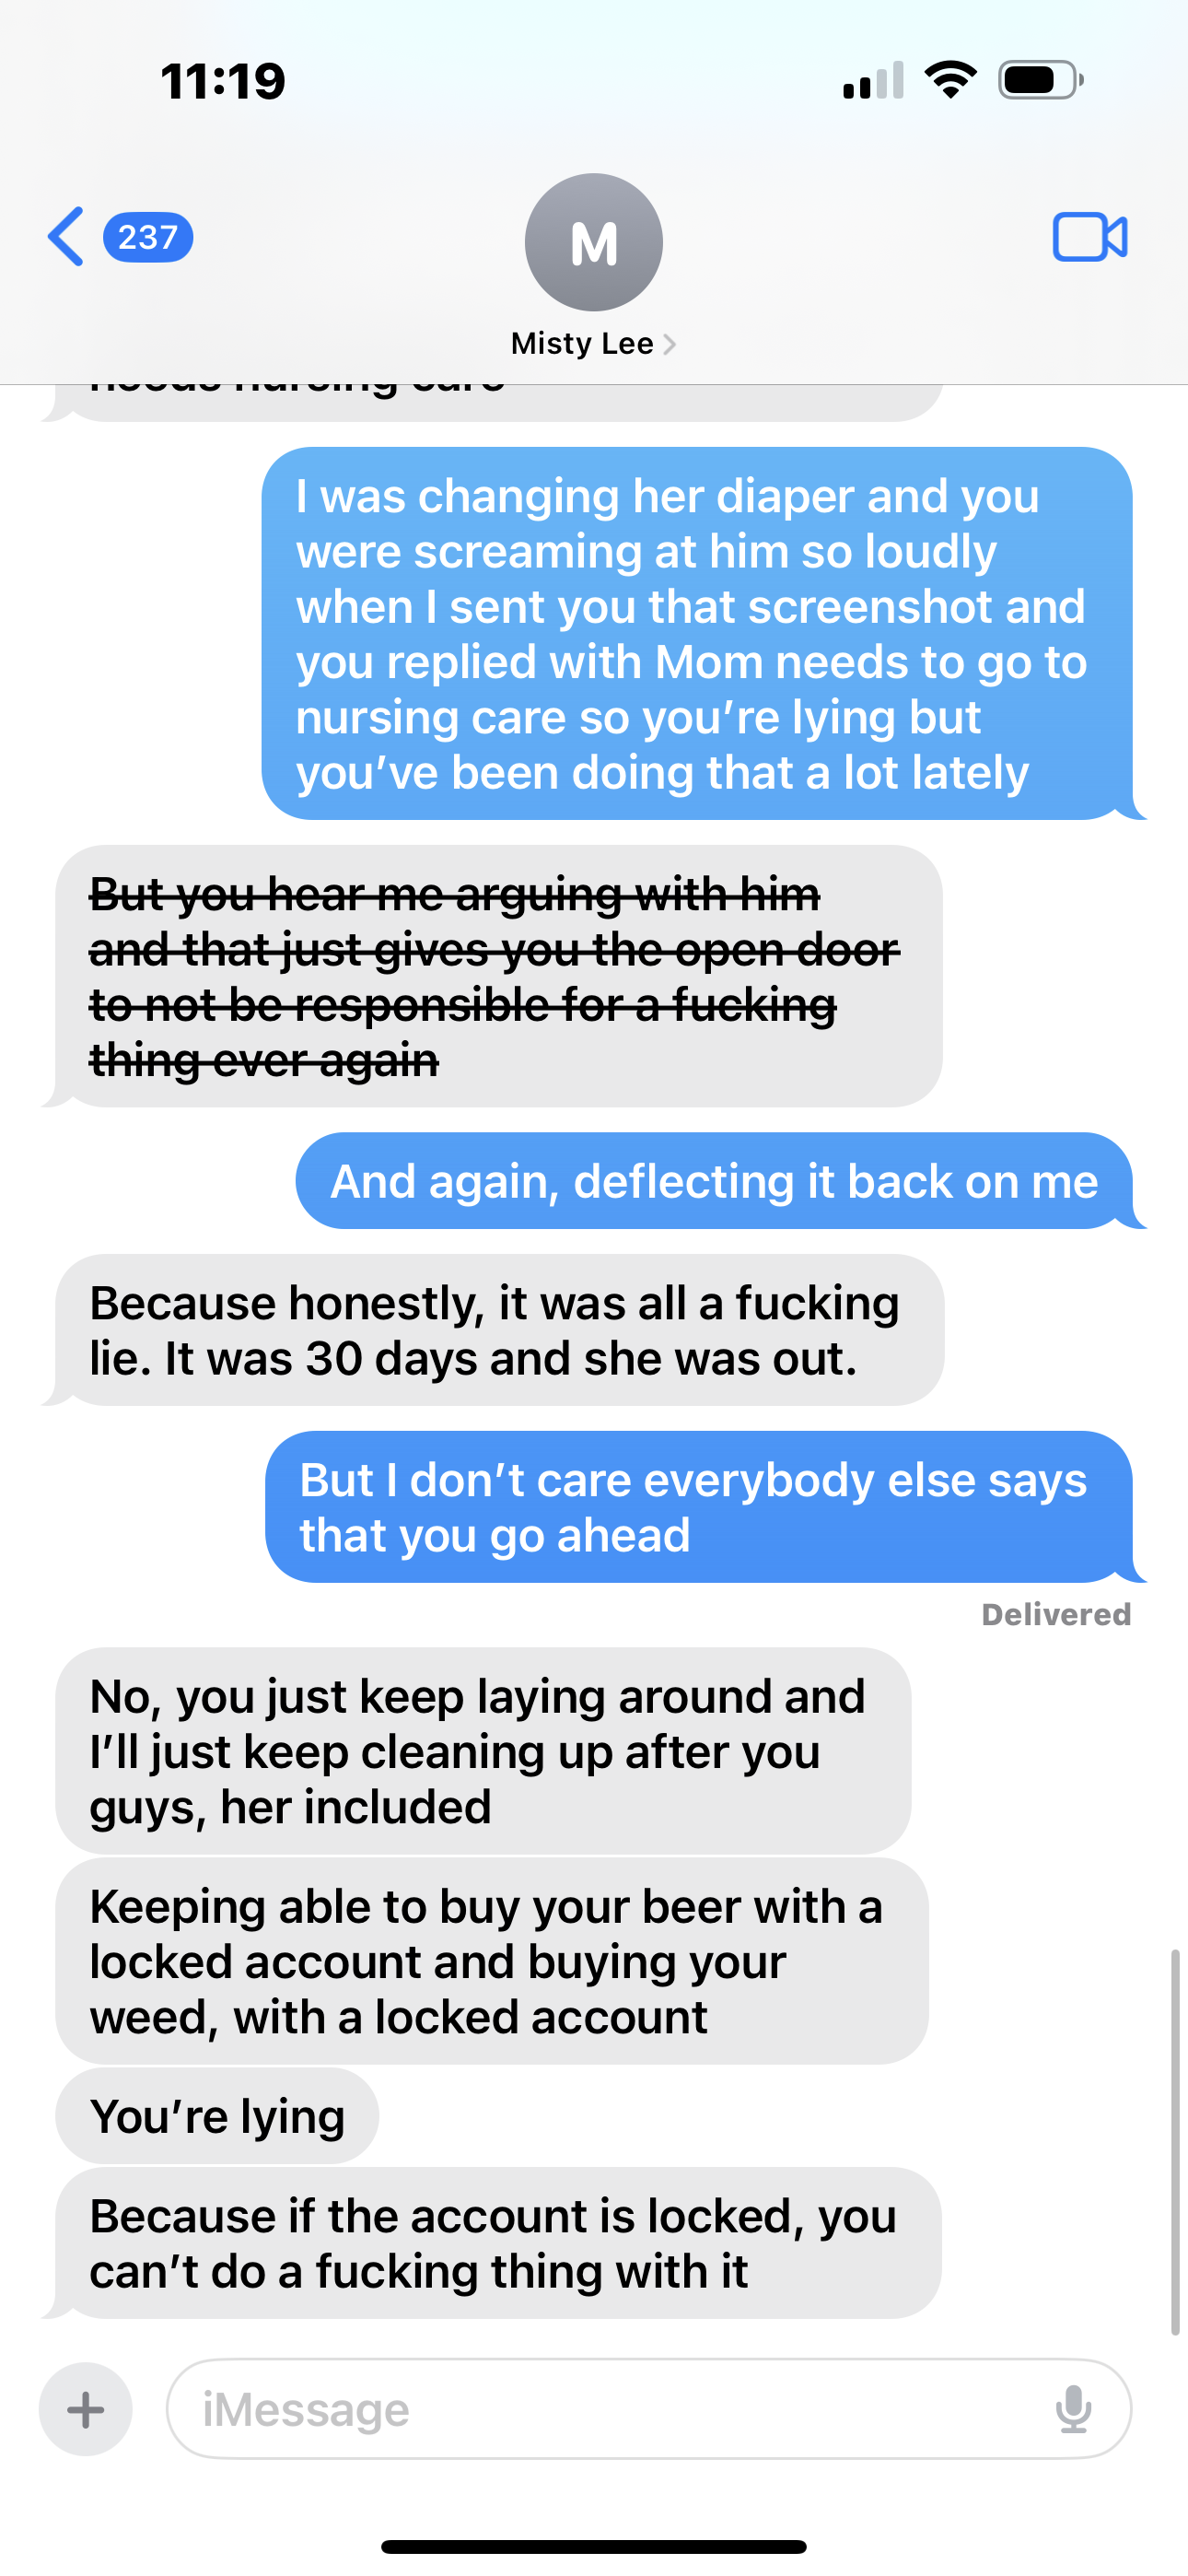 11:19
237
M
Misty Lee
needs nursing care
I was changing her diaper and you
were screaming at him so loudly
when I sent you that screenshot and
you replied with Mom needs to go to
nursing care so you're lying but
you've been doing that a lot lately
But you hear me arguing with him
and that just gives you the open door
to not be responsible for a fucking
thing ever again
And again, deflecting it back on me
Because honestly, it was all a fucking
lie. It was 30 days and she was out.
But I don't care everybody else says
that you go ahead
Delivered
No, you just keep laying around and
I'll just keep cleaning up after you
guys, her included
Keeping able to buy your beer with a
locked account and buying your
weed, with a locked account
You're lying
Because if the account is locked, you
can't do a fucking thing with it
iMessage